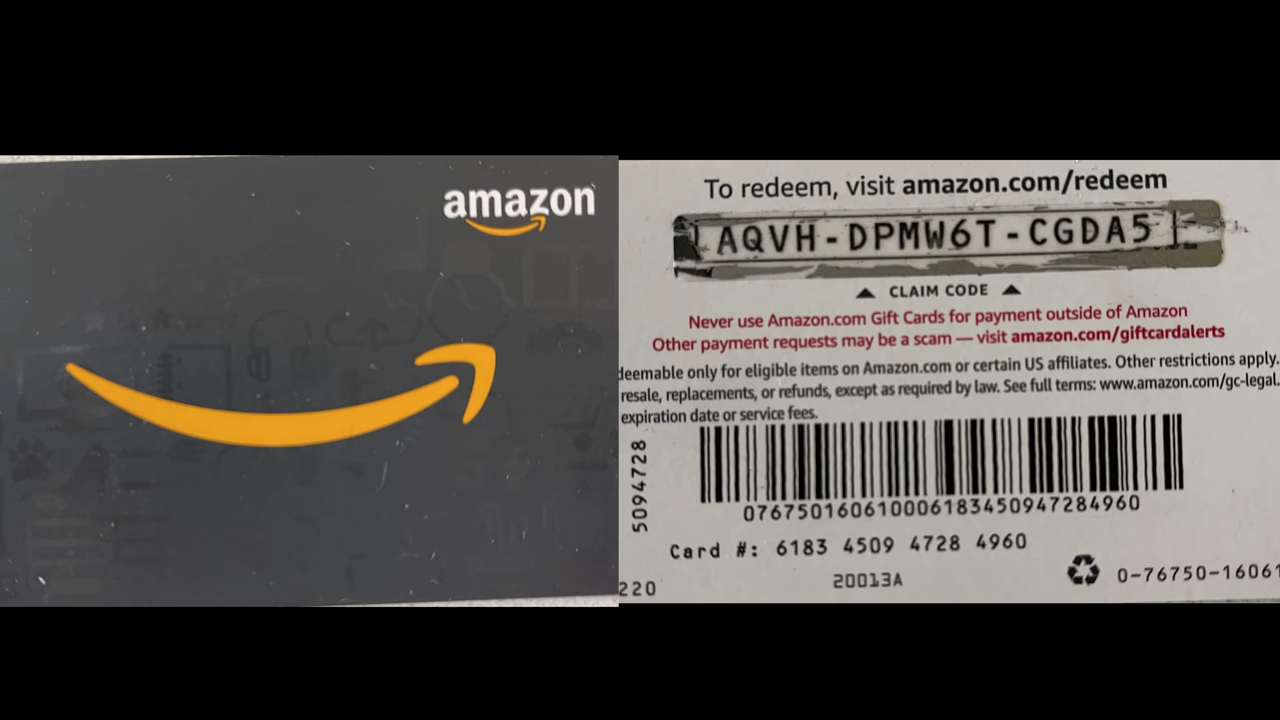 amazon
To redeem, visit amazon.com/redeem
AQVH-DPMW6T-CGDA5
CLAIM CODE
Never use Amazon.com Gift Cards for payment outside of Amazon
Other payment requests may be a scam — visit amazon.com/giftcardalerts
deemable only for eligible items on Amazon.com or certain US affiliates. Other restrictions apply.
resale, replacements, or refunds, except as required by law. See full terms: www.amazon.com/gc-legal.
expiration date or service fees.
5094728
076750160610006183450947284960
Card #: 6183 4509 4728 4960
220
20013A
0-76750-16061